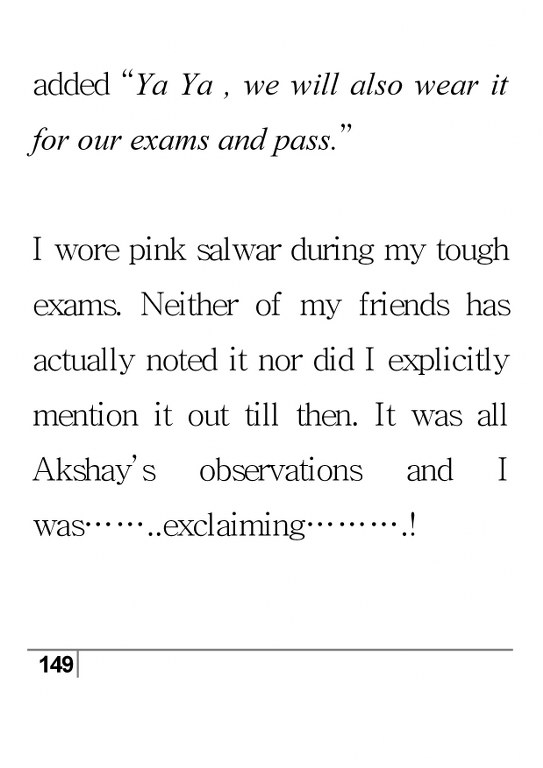 added “Ya Ya , we will also wear it
for our exams and pass.”
I wore pink salwar during my tough
exams. Neither of my friends has
actually noted it nor did I explicitly
mention it out till then. It was all
Akshay’s observations and I
was……..exclaiming……….!
149